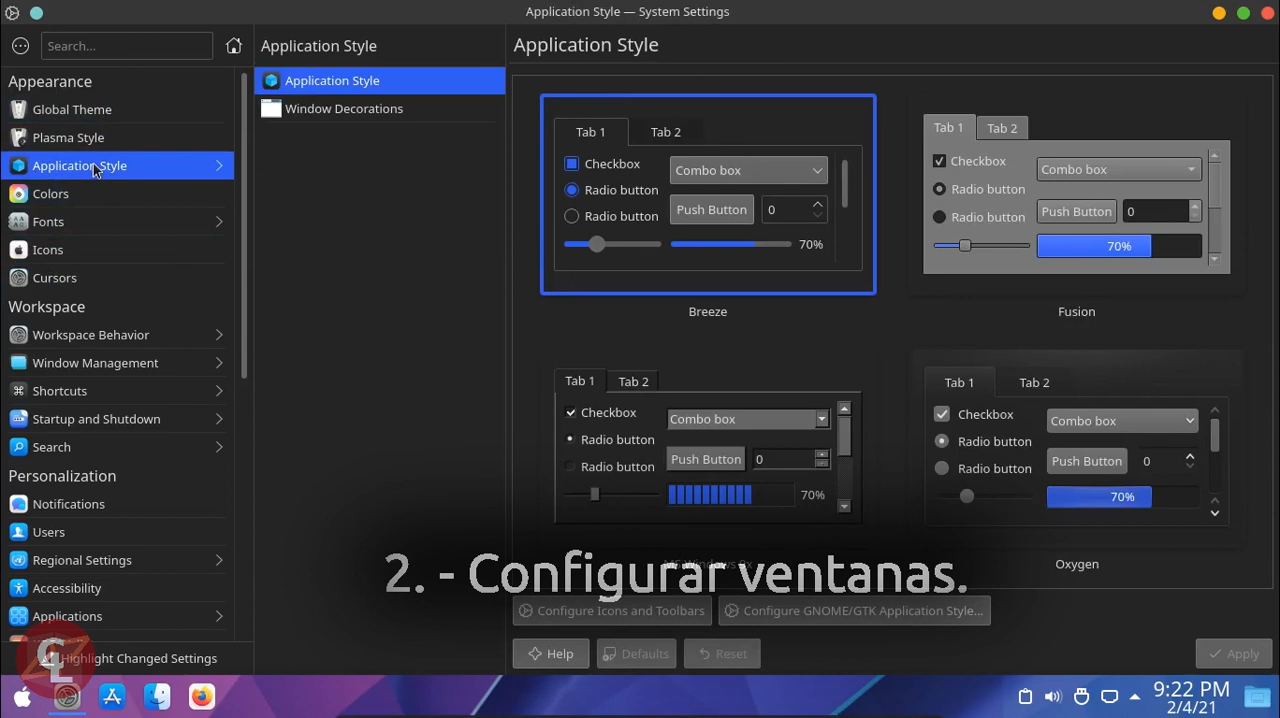 Application Style — System Settings
Search...
Appearance
Global Theme
Plasma Style
Application Style
Colors
Fonts
Icons
Cursors
Workspace
Workspace Behavior
Window Management
Shortcuts
Startup and Shutdown
Search
Personalization
Notifications
Users
Regional Settings
Accessibility
Applications
Highlight Changed Settings
Application Style
Application Style
Window Decorations
Application Style
Tab 1 Tab 2
Checkbox Combo box
Radio button
Push Button 0
Radio button
70%
Breeze
Tab 1 Tab 2
Checkbox Combo box
Radio button
Push Button 0
Radio button
70%
Fusion
Tab 1 Tab 2
Checkbox Combo box
Radio button
Push Button 0
Radio button
70%
Tab 1 Tab 2
Checkbox Combo box
Radio button
Push Button 0
Radio button
70%
Oxygen
2. - Configurar ventanas.
Configure Icons and Toolbars Configure GNOME/GTK Application Style...
Help Defaults Reset Apply
9:22 PM
2/4/21